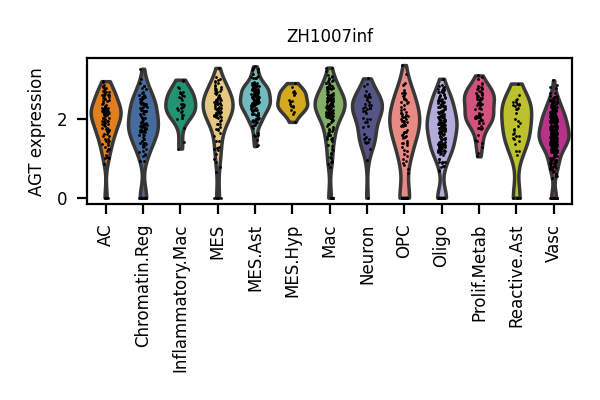 ZH1007inf
AGT expression
2
0
AC
Chromatin.Reg
Inflammatory.Mac
MES
MES.Ast
MES.Hyp
Mac
Neuron
OPC
Oligo
Prolif.Metab
Reactive.Ast
Vasc